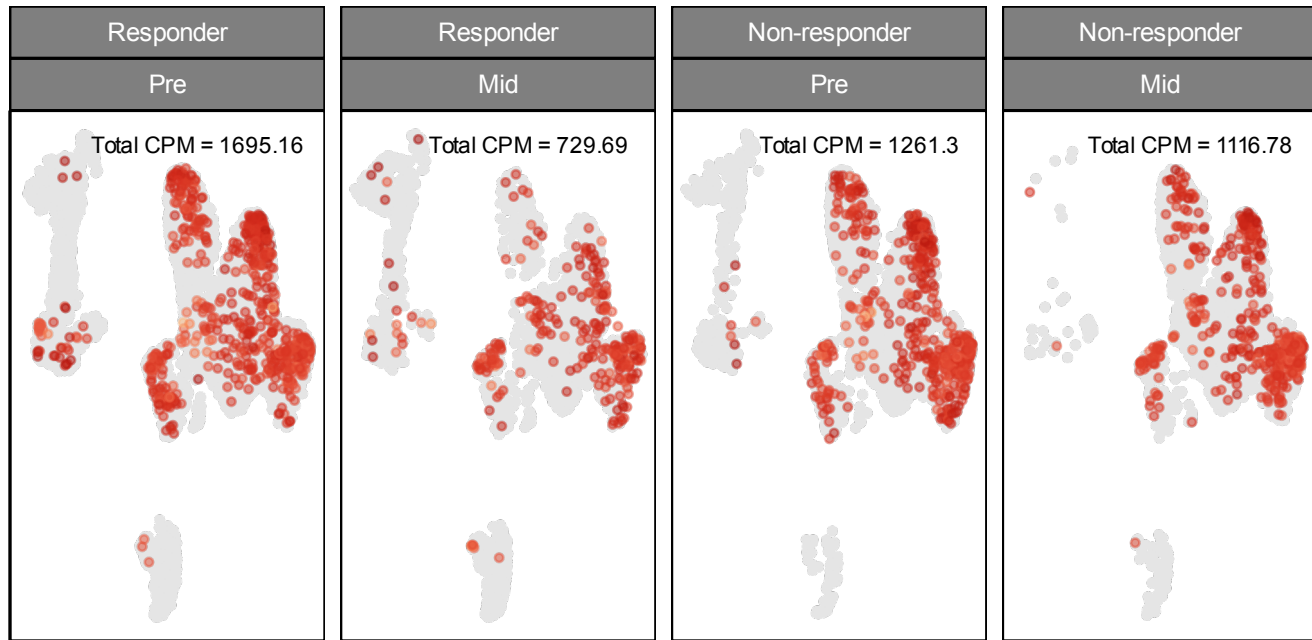 Responder
Responder
Non-responder
Non-responder
Pre
Mid
Pre
Mid
Total CPM = 1695.16
Total CPM = 729.69
Total CPM = 1261.3
Total CPM = 1116.78